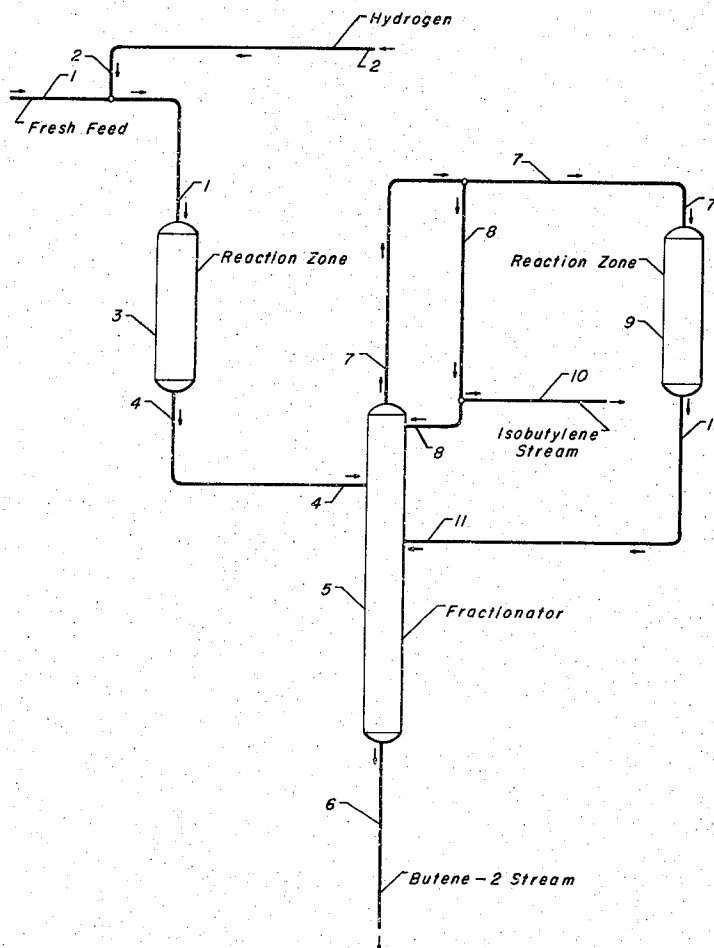 Hydrogen
2
2
1
Fresh Feed
7
7
1
8
Reaction Zone
Reaction Zone
3
9
7
10
4
8
Isobutylene
Stream
11
4
11
5
Fractionator
6
Butene-2 Stream